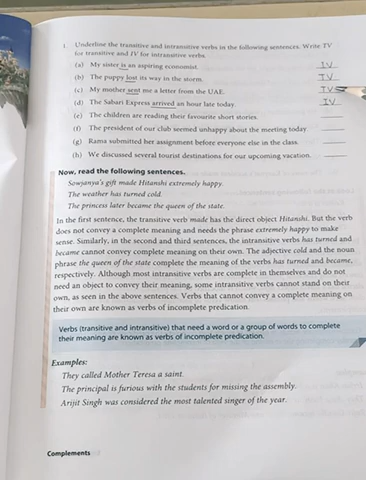 1. Underline the transitive and intransitive verbs in the following sentences. Write TV
for transitive and IV for intransitive verbs.
(a) My sister is an aspiring economist. IV
(b) The puppy lost its way in the storm. TV
(c) My mother sent me a letter from the UAE. TV
(d) The Sabari Express arrived an hour late today. IV
(e) The children are reading their favourite short stories.
(f) The president of our club seemed unhappy about the meeting today.
(g) Rama submitted her assignment before everyone else in the class.
(h) We discussed several tourist destinations for our upcoming vacation.
Now, read the following sentences.
Sowjanya's gift made Hitanshi extremely happy.
The weather has turned cold.
The princess later became the queen of the state.
In the first sentence, the transitive verb made has the direct object Hitanshi. But the verb
does not convey a complete meaning and needs the phrase extremely happy to make
sense. Similarly, in the second and third sentences, the intransitive verbs has turned and
became cannot convey complete meaning on their own. The adjective cold and the noun
phrase the queen of the state complete the meaning of the verbs has turned and became,
respectively. Although most intransitive verbs are complete in themselves and do not
need an object to convey their meaning, some intransitive verbs cannot stand on their
own, as seen in the above sentences. Verbs that cannot convey a complete meaning on
their own are known as verbs of incomplete predication.
Verbs (transitive and intransitive) that need a word or a group of words to complete
their meaning are known as verbs of incomplete predication.
Examples:
They called Mother Teresa a saint.
The principal is furious with the students for missing the assembly.
Arijit Singh was considered the most talented singer of the year.
Complements